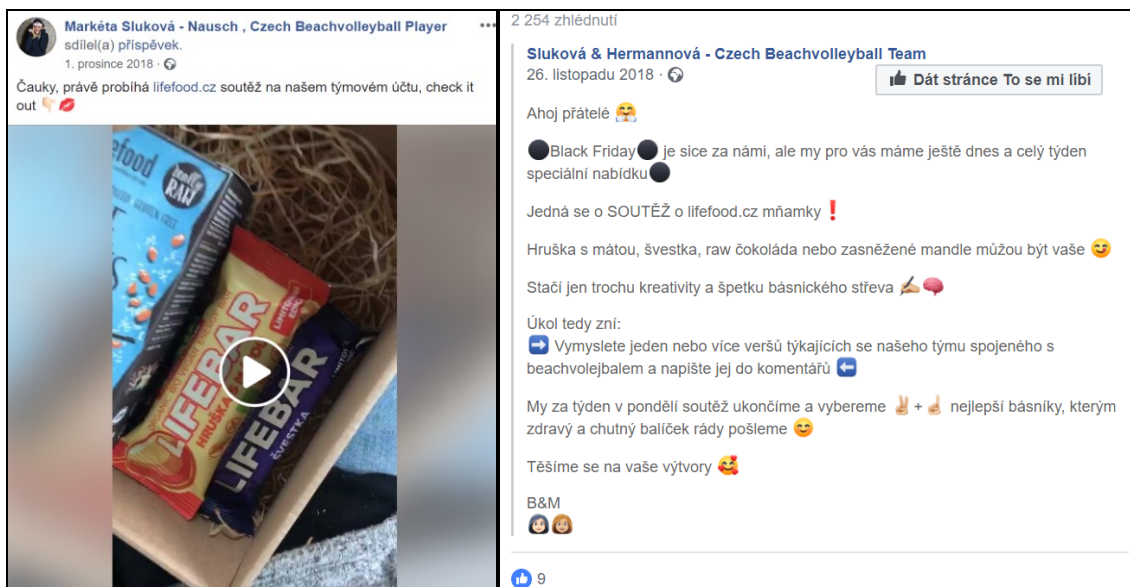 Markéta Sluková - Nausch , Czech Beachvolleyball Player
sdílel(a) příspěvek.
1. prosince 2018 ·
Čauky, právě probíhá lifefood.cz soutěž na našem týmovém účtu, check it
out 👇🏻💋
efood
RAW
GLUTEN FREE
LIFEBAR
HRUŠKA
LIFEBAR
ŠVESTKA
2 254 zhlédnutí
Sluková & Hermannová - Czech Beachvolleyball Team
26. listopadu 2018 ·
Dát stránce To se mi líbí
Ahoj přátelé 🤗
⚫Black Friday⚫ je sice za námi, ale my pro vás máme ještě dnes a celý týden
speciální nabídku⚫
Jedná se o SOUTĚŽ o lifefood.cz mňamky ❗
Hruška s mátou, švestka, raw čokoláda nebo zasněžené mandle můžou být vaše 😋
Stačí jen trochu kreativity a špetku básnického střeva ✍🏼🧠
Úkol tedy zní:
➡️ Vymyslete jeden nebo více veršů týkajících se našeho týmu spojeného s
beachvolejbalem a napište jej do komentářů ⬅️
My za týden v pondělí soutěž ukončíme a vybereme ✌🏼+☝🏼 nejlepší básníky, kterým
zdravý a chutný balíček rády pošleme 😊
Těšíme se na vaše výtvory 🥰
B&M
👩🏻👩🏼
9